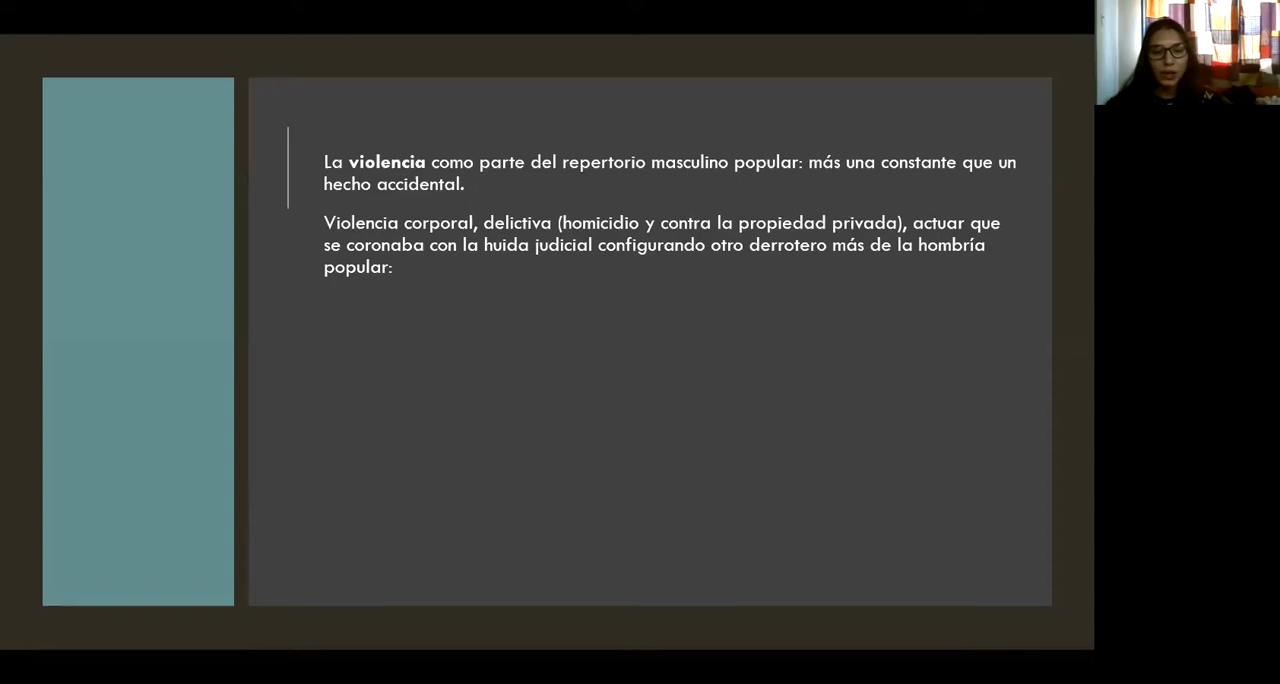 La violencia como parte del repertorio masculino popular: más una constante que un
hecho accidental.
Violencia corporal, delictiva (homicidio y contra la propiedad privada), actuar que
se coronaba con la huida judicial configurando otro derrotero más de la hombría
popular: